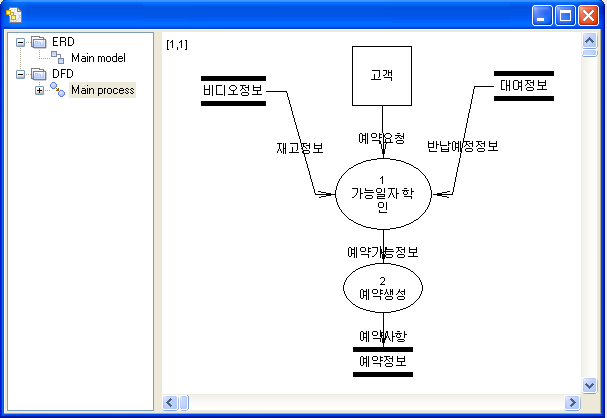 ERD
Main model
DFD
Main process
[1,1]
고객
비디오정보
대여정보
예약요청
재고정보
반납예정정보
1
가능일자확
인
예약가능정보
2
예약생성
예약사항
예약정보